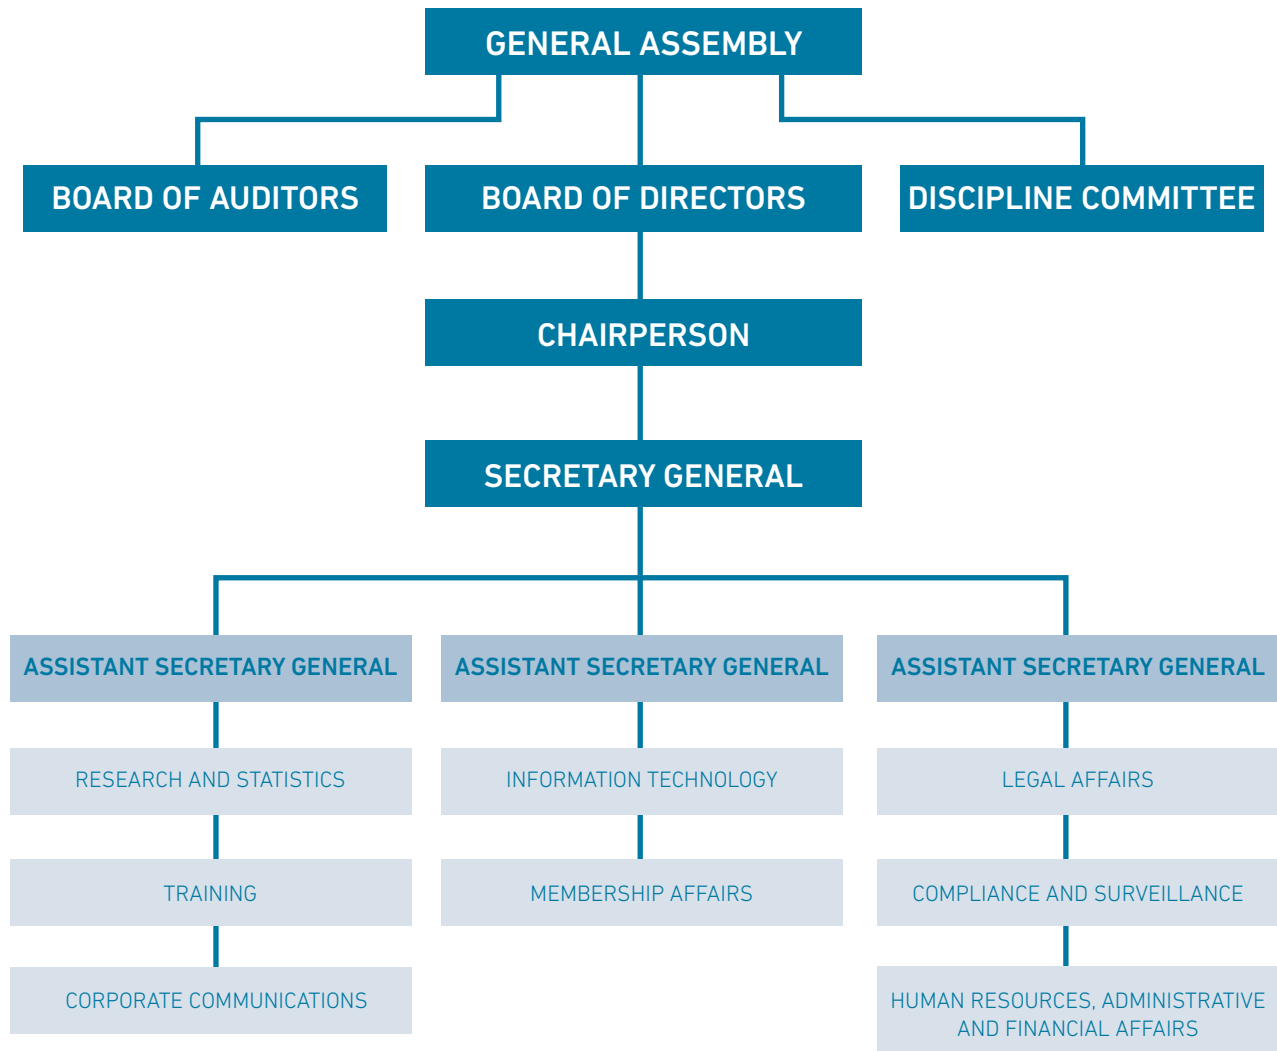 GENERAL ASSEMBLY
BOARD OF AUDITORS
BOARD OF DIRECTORS
DISCIPLINE COMMITTEE
CHAIRPERSON
SECRETARY GENERAL
ASSISTANT SECRETARY GENERAL
ASSISTANT SECRETARY GENERAL
ASSISTANT SECRETARY GENERAL
RESEARCH AND STATISTICS
INFORMATION TECHNOLOGY
LEGAL AFFAIRS
TRAINING
MEMBERSHIP AFFAIRS
COMPLIANCE AND SURVEILLANCE
CORPORATE COMMUNICATIONS
HUMAN RESOURCES, ADMINISTRATIVE
AND FINANCIAL AFFAIRS